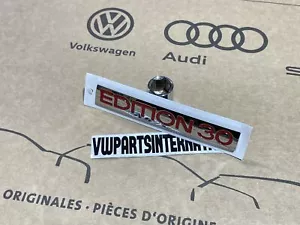 Volkswagen
Audi
EDITION 30
VWPARTSINTERNAT
ORIGINALES • PIÈCES D'ORIGINE